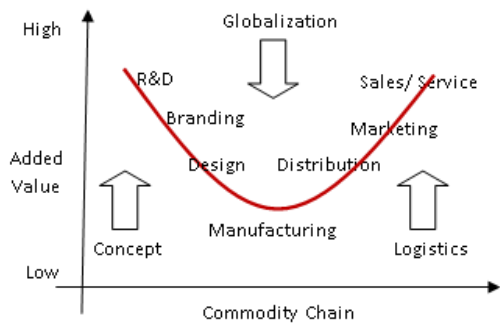 High
Globalization
R&D
Sales/ Service
Branding
Marketing
Added
Value
Design
Distribution
Manufacturing
Concept
Logistics
Low
Commodity Chain